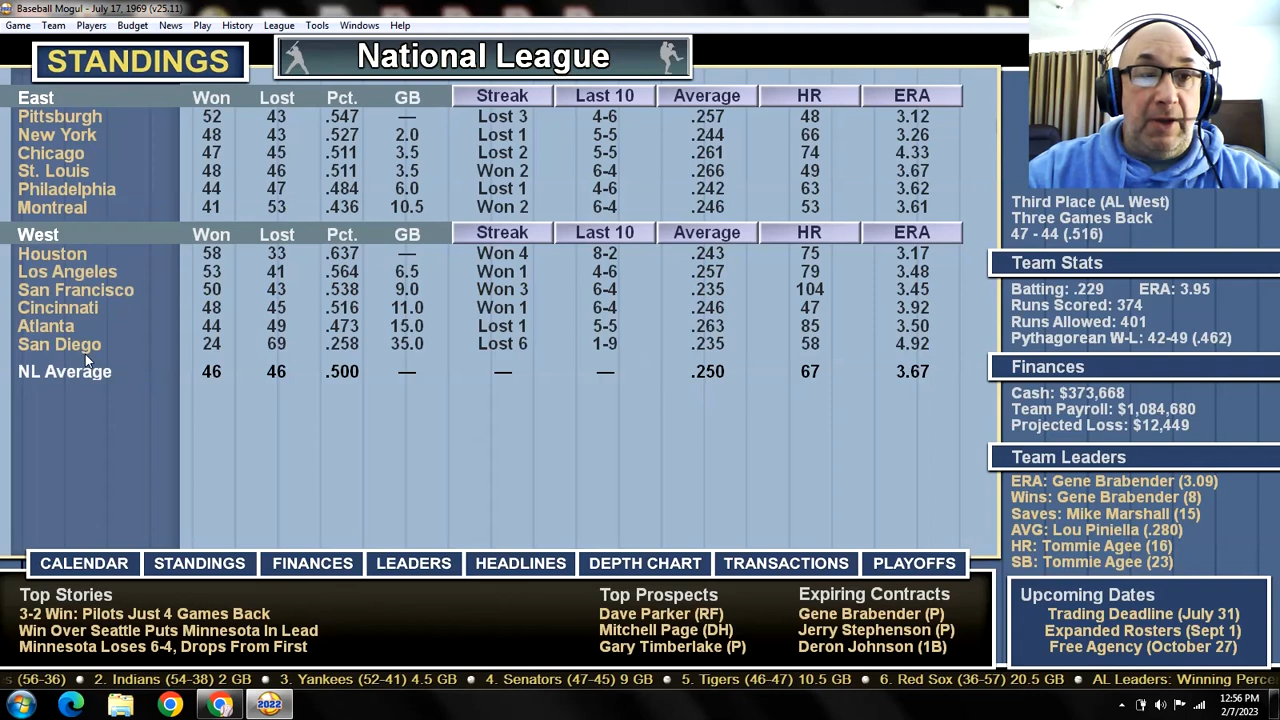 Baseball Mogul - July 17, 1969 (v25.11)
Game Team Players Budget News Play History League Tools Windows Help
STANDINGS
National League
East Won Lost Pct. GB Streak Last 10 Average HR ERA
Pittsburgh 52 43 .547 — Lost 3 4-6 .257 48 3.12
New York 48 43 .527 2.0 Lost 1 5-5 .244 66 3.26
Chicago 47 45 .511 3.5 Lost 2 5-5 .261 74 4.33
St. Louis 48 46 .511 3.5 Won 2 6-4 .266 49 3.67
Philadelphia 44 47 .484 6.0 Lost 1 4-6 .242 63 3.62
Montreal 41 53 .436 10.5 Won 2 6-4 .246 53 3.61
West Won Lost Pct. GB Streak Last 10 Average HR ERA
Houston 58 33 .637 — Won 4 8-2 .243 75 3.17
Los Angeles 53 41 .564 6.5 Won 1 4-6 .257 79 3.48
San Francisco 50 43 .538 9.0 Won 3 6-4 .235 104 3.45
Cincinnati 48 45 .516 11.0 Won 1 6-4 .246 47 3.92
Atlanta 44 49 .473 15.0 Lost 1 5-5 .263 85 3.50
San Diego 24 69 .258 35.0 Lost 6 1-9 .235 58 4.92
NL Average 46 46 .500 — — — .250 67 3.67
Third Place (AL West)
Three Games Back
47 - 44 (.516)
Team Stats
Batting: .229 ERA: 3.95
Runs Scored: 374
Runs Allowed: 401
Pythagorean W-L: 42-49 (.462)
Finances
Cash: $373,668
Team Payroll: $1,084,680
Projected Loss: $12,449
Team Leaders
ERA: Gene Brabender (3.09)
Wins: Gene Brabender (8)
Saves: Mike Marshall (15)
AVG: Lou Piniella (.280)
HR: Tommie Agee (16)
SB: Tommie Agee (23)
CALENDAR STANDINGS FINANCES LEADERS HEADLINES DEPTH CHART TRANSACTIONS PLAYOFFS
Top Stories
3-2 Win: Pilots Just 4 Games Back
Win Over Seattle Puts Minnesota In Lead
Minnesota Loses 6-4, Drops From First
Top Prospects
Dave Parker (RF)
Mitchell Page (DH)
Gary Timberlake (P)
Expiring Contracts
Gene Brabender (P)
Jerry Stephenson (P)
Deron Johnson (1B)
Upcoming Dates
Trading Deadline (July 31)
Expanded Rosters (Sept 1)
Free Agency (October 27)
s (56-36) • 2. Indians (54-38) 2 GB • 3. Yankees (52-41) 4.5 GB • 4. Senators (47-45) 9 GB • 5. Tigers (46-47) 10.5 GB • 6. Red Sox (36-57) 20.5 GB • AL Leaders: Winning Perce
2022
12:56 PM
2/7/2023